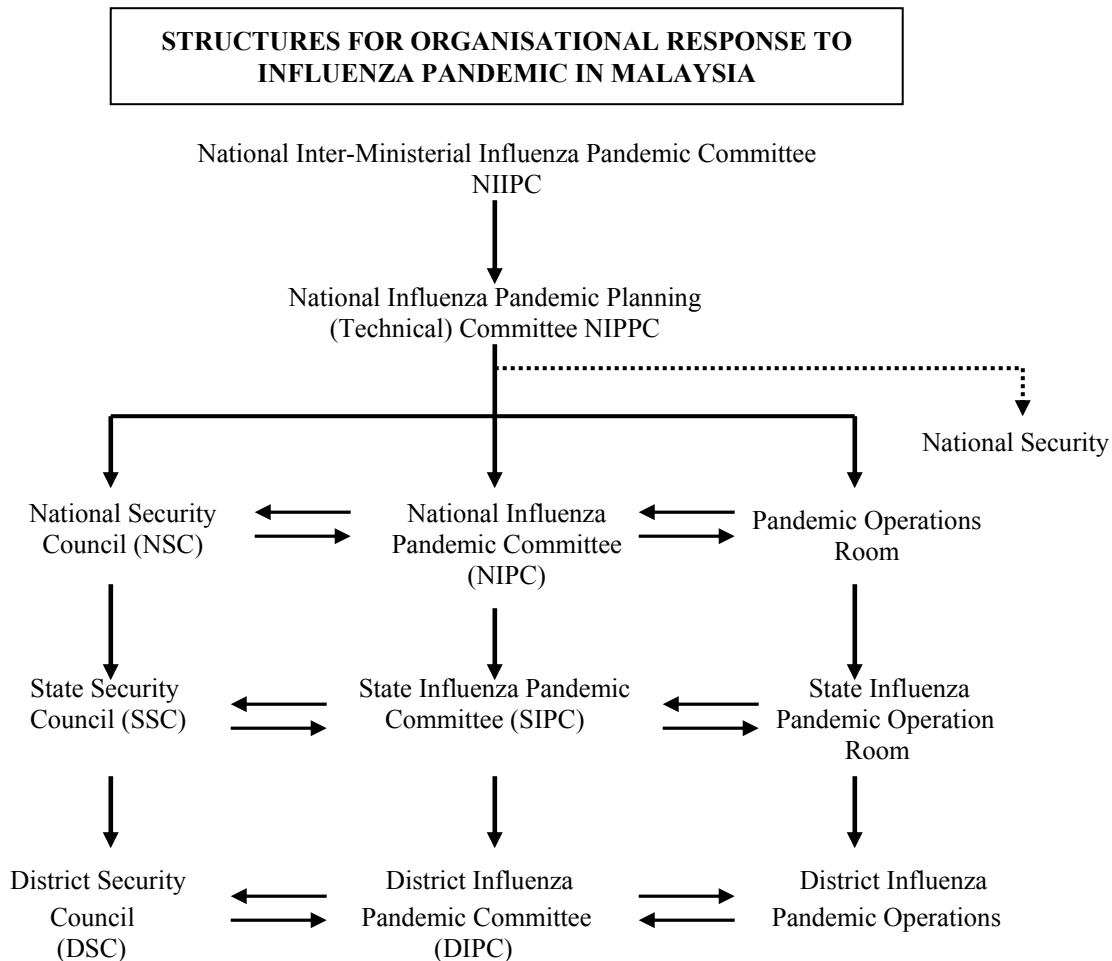 STRUCTURES FOR ORGANISATIONAL RESPONSE TO
INFLUENZA PANDEMIC IN MALAYSIA
National Inter-Ministerial Influenza Pandemic Committee
NIIPC
National Influenza Pandemic Planning
(Technical) Committee NIPPC
National Security
National Security
Council (NSC)
National Influenza
Pandemic Committee
(NIPC)
Pandemic Operations
Room
State Security
Council (SSC)
State Influenza Pandemic
Committee (SIPC)
State Influenza
Pandemic Operation
Room
District Security
Council
(DSC)
District Influenza
Pandemic Committee
(DIPC)
District Influenza
Pandemic Operations